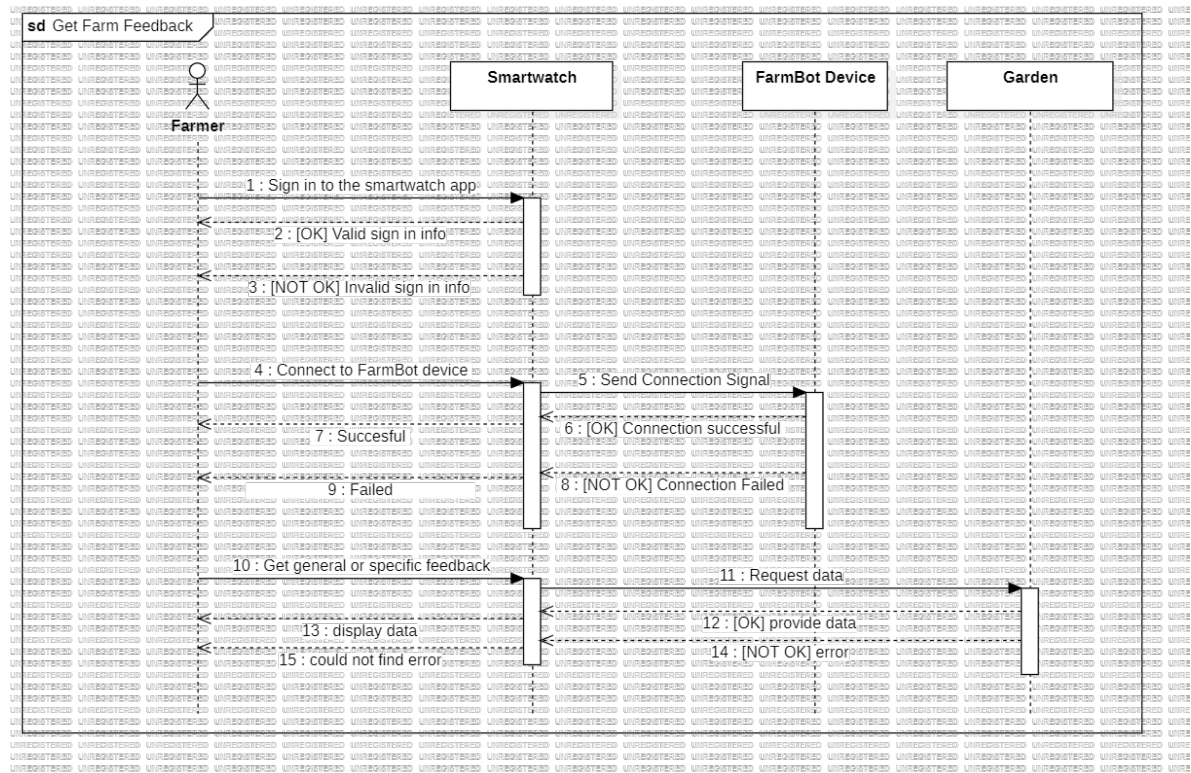 sd Get Farm Feedback
Smartwatch
FarmBot Device
Garden
Farmer
1 : Sign in to the smartwatch app
2 : [OK] Valid sign in info
3 : [NOT OK] Invalid sign in info
4 : Connect to FarmBot device
5 : Send Connection Signal
6 : [OK] Connection successful
7 : Succesful
8 : [NOT OK] Connection Failed
9 : Failed
10 : Get general or specific feedback
11 : Request data
12 : [OK] provide data
13 : display data
14 : [NOT OK] error
15 : could not find error
UNREGISTERED